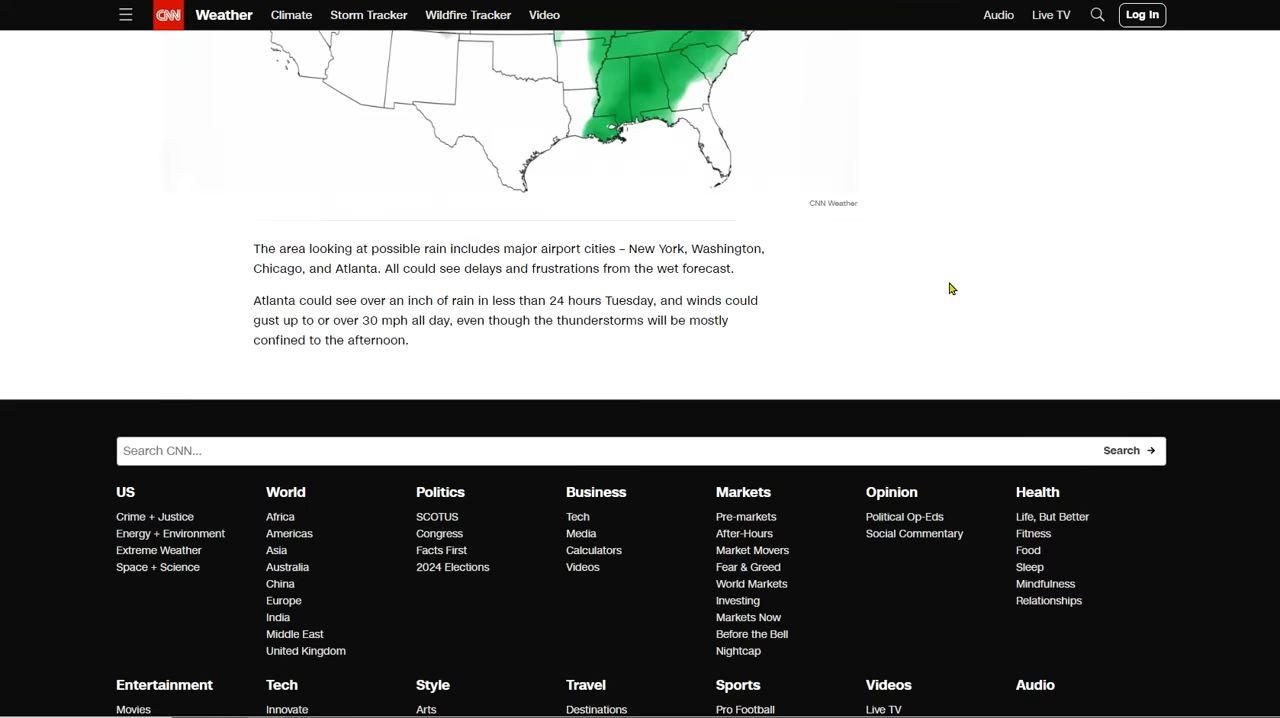 CNN Weather Climate Storm Tracker Wildfire Tracker Video Audio Live TV Log In
CNN Weather
The area looking at possible rain includes major airport cities – New York, Washington,
Chicago, and Atlanta. All could see delays and frustrations from the wet forecast.
Atlanta could see over an inch of rain in less than 24 hours Tuesday, and winds could
gust up to or over 30 mph all day, even though the thunderstorms will be mostly
confined to the afternoon.
Search CNN... Search →
US World Politics Business Markets Opinion Health
Crime + Justice Africa SCOTUS Tech Pre-markets Political Op-Eds Life, But Better
Energy + Environment Americas Congress Media After-Hours Social Commentary Fitness
Extreme Weather Asia Facts First Calculators Market Movers Food
Space + Science Australia 2024 Elections Videos Fear & Greed Sleep
China World Markets Mindfulness
Europe Investing Relationships
India Markets Now
Middle East Before the Bell
United Kingdom Nightcap
Entertainment Tech Style Travel Sports Videos Audio
Movies Innovate Arts Destinations Pro Football Live TV